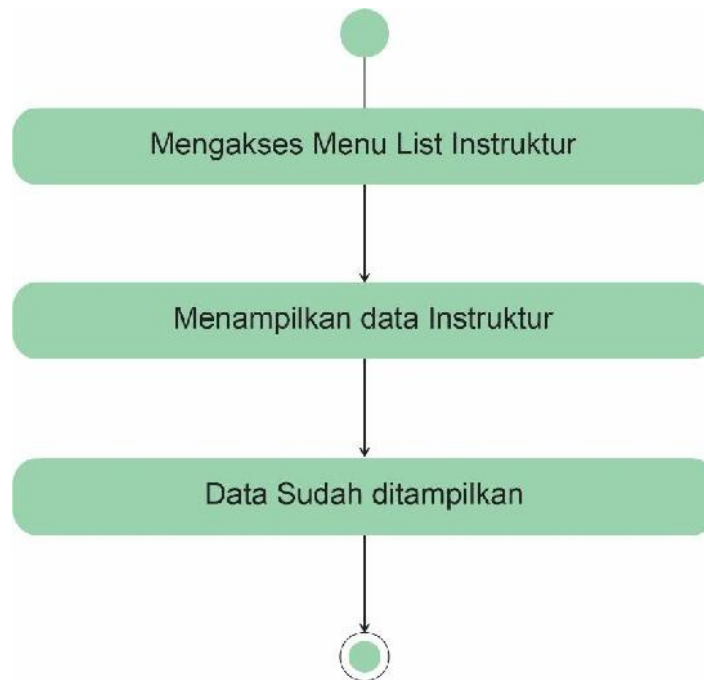 Mengakses Menu List Instruktur
Menampilkan data Instruktur
Data Sudah ditampilkan